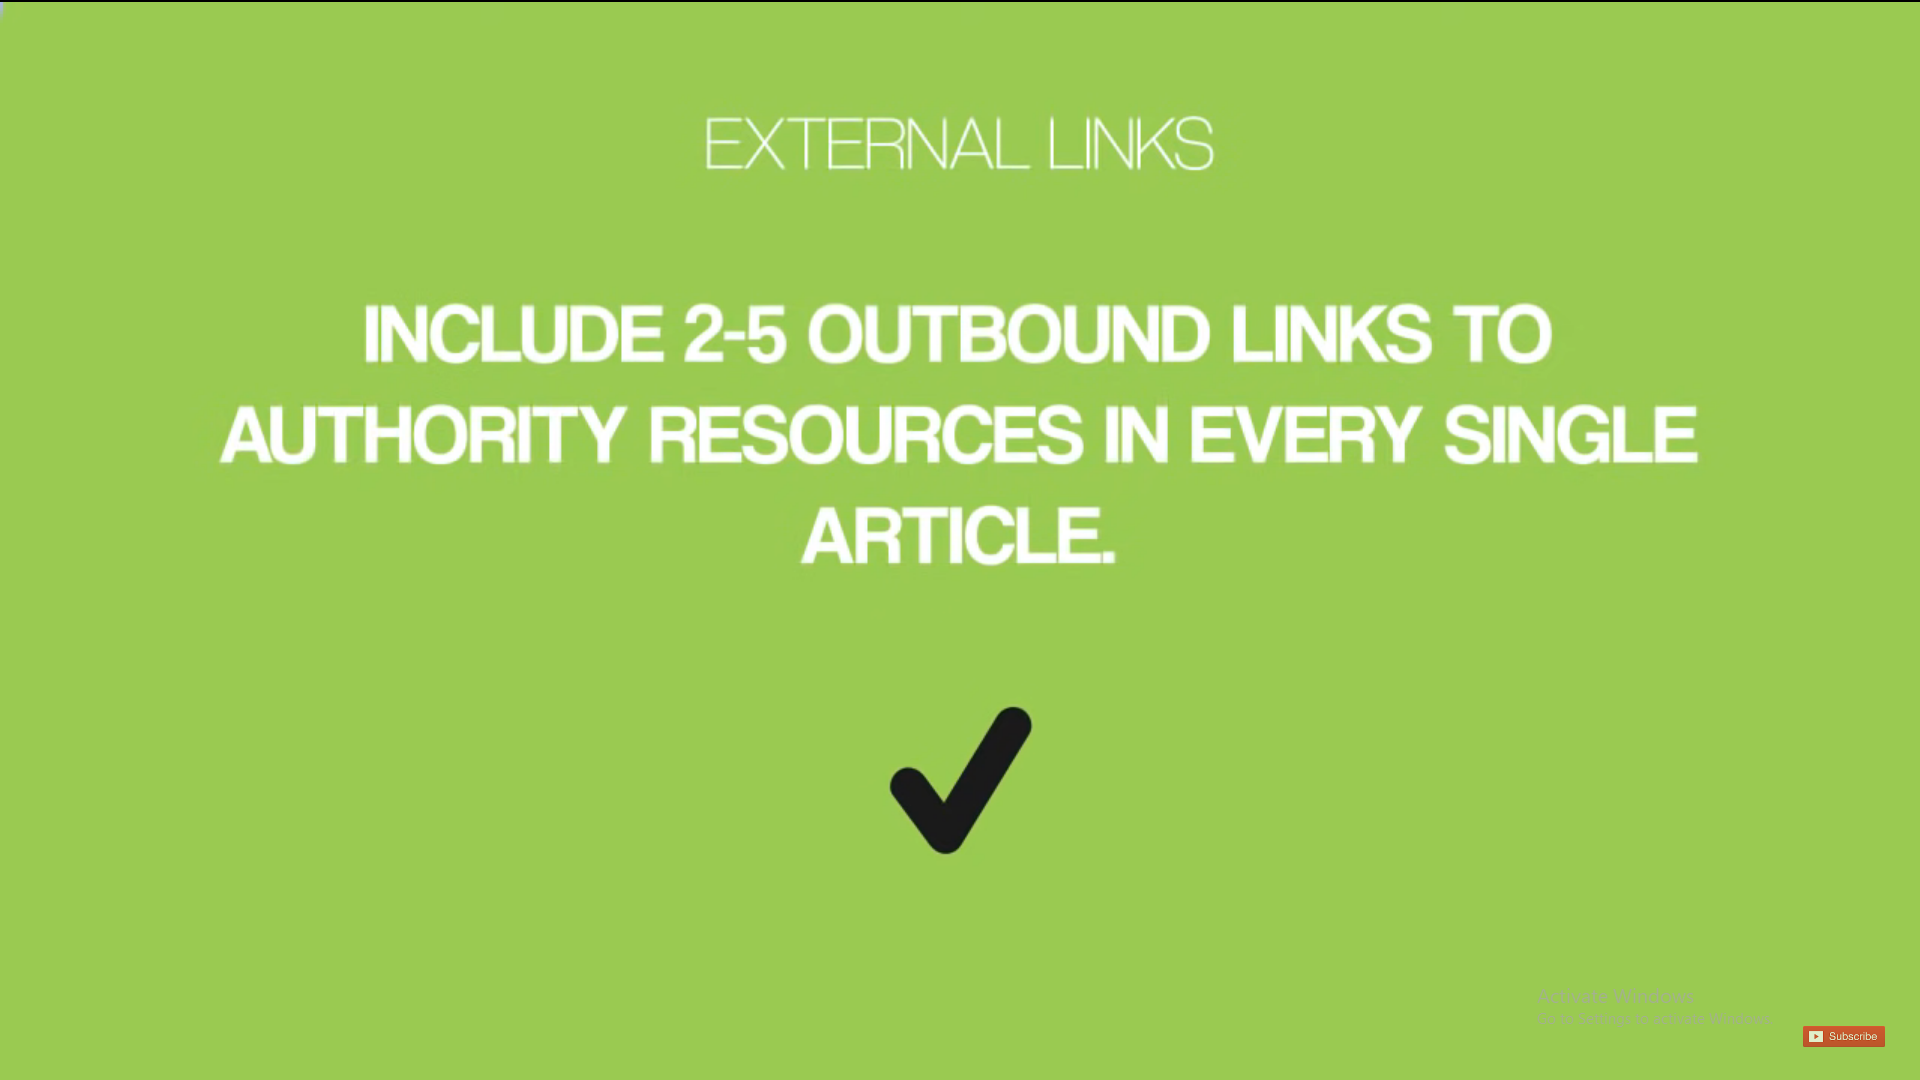 EXTERNAL LINKS
INCLUDE 2-5 OUTBOUND LINKS TO
AUTHORITY RESOURCES IN EVERY SINGLE
ARTICLE.
Activate Windows
Go to Settings to activate Windows.
Subscribe